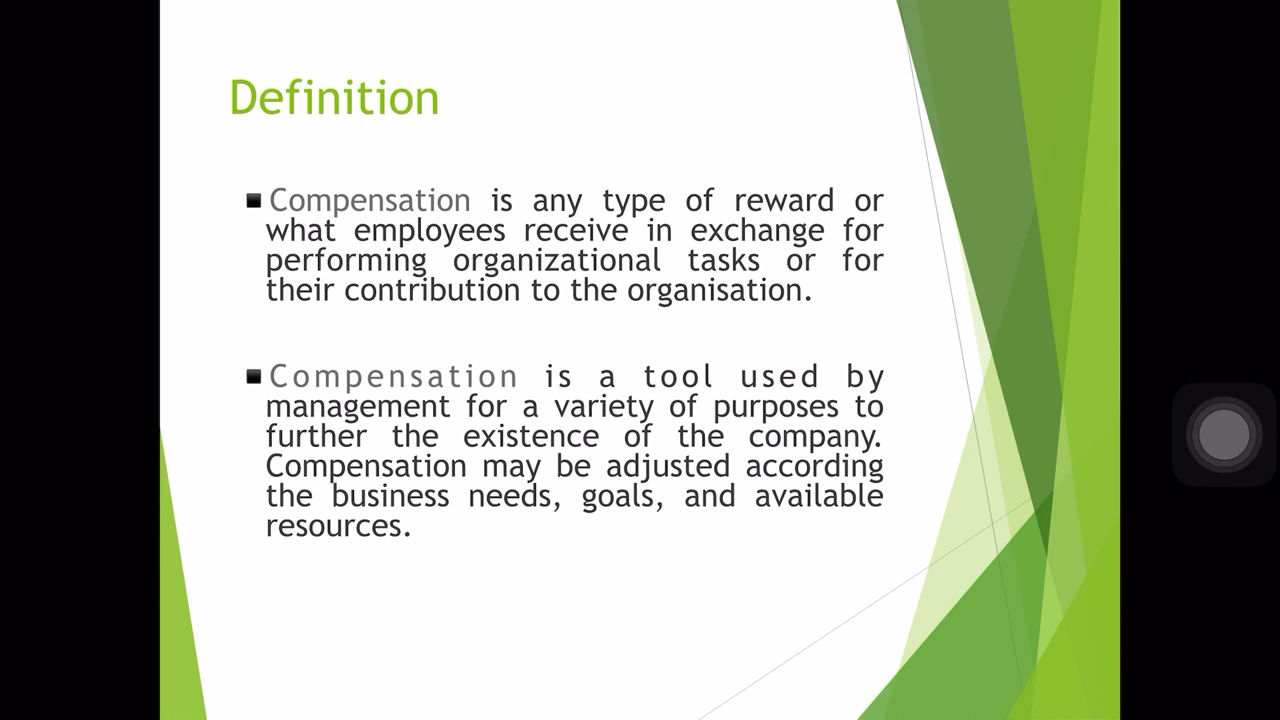 Definition
Compensation is any type of reward or
what employees receive in exchange for
performing organizational tasks or for
their contribution to the organisation.
Compensation is a tool used by
management for a variety of purposes to
further the existence of the company.
Compensation may be adjusted according
the business needs, goals, and available
resources.